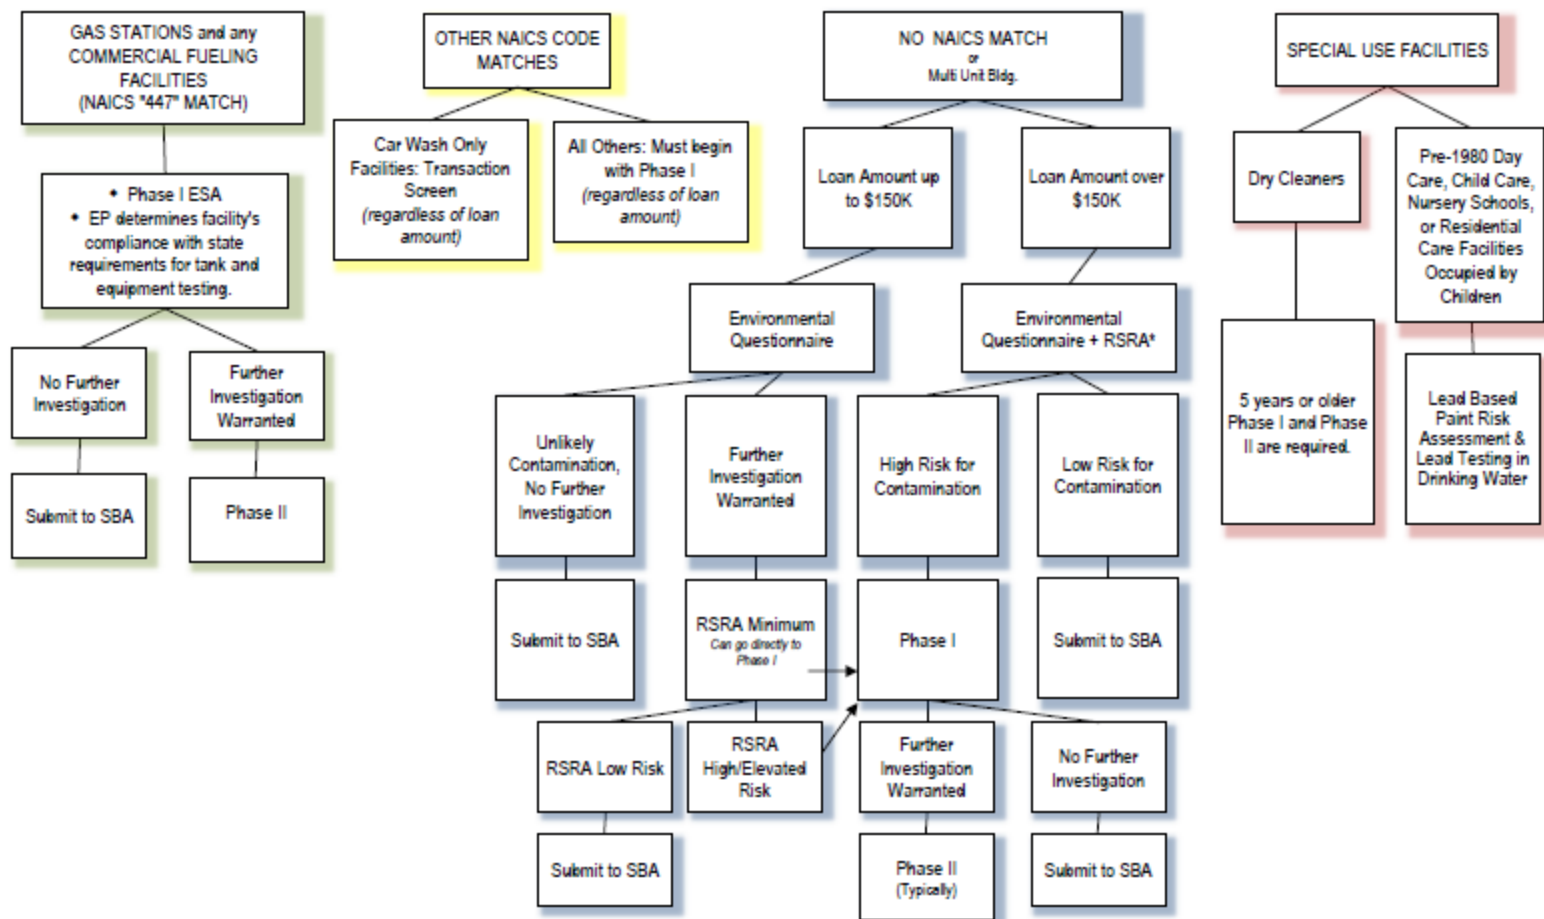 GAS STATIONS and any
COMMERCIAL FUELING
FACILITIES
(NAICS "447" MATCH)
• Phase I ESA
• EP determines facility's
compliance with state
requirements for tank and
equipment testing.
No Further
Investigation
Further
Investigation
Warranted
Submit to SBA
Phase II
OTHER NAICS CODE
MATCHES
Car Wash Only
Facilities: Transaction
Screen
(regardless of loan
amount)
All Others: Must begin
with Phase I
(regardless of loan
amount)
NO NAICS MATCH
or
Multi Unit Bldg.
Loan Amount up
to $150K
Loan Amount over
$150K
Environmental
Questionnaire
Environmental
Questionnaire + RSRA*
Unlikely
Contamination,
No Further
Investigation
Further
Investigation
Warranted
High Risk for
Contamination
Low Risk for
Contamination
Submit to SBA
RSRA Minimum
Can go directly to
Phase I
Phase I
Submit to SBA
RSRA Low Risk
RSRA
High/Elevated
Risk
Further
Investigation
Warranted
No Further
Investigation
Submit to SBA
Phase II
(Typically)
Submit to SBA
SPECIAL USE FACILITIES
Dry Cleaners
Pre-1980 Day
Care, Child Care,
Nursery Schools,
or Residential
Care Facilities
Occupied by
Children
5 years or older
Phase I and Phase
II are required.
Lead Based
Paint Risk
Assessment &
Lead Testing in
Drinking Water